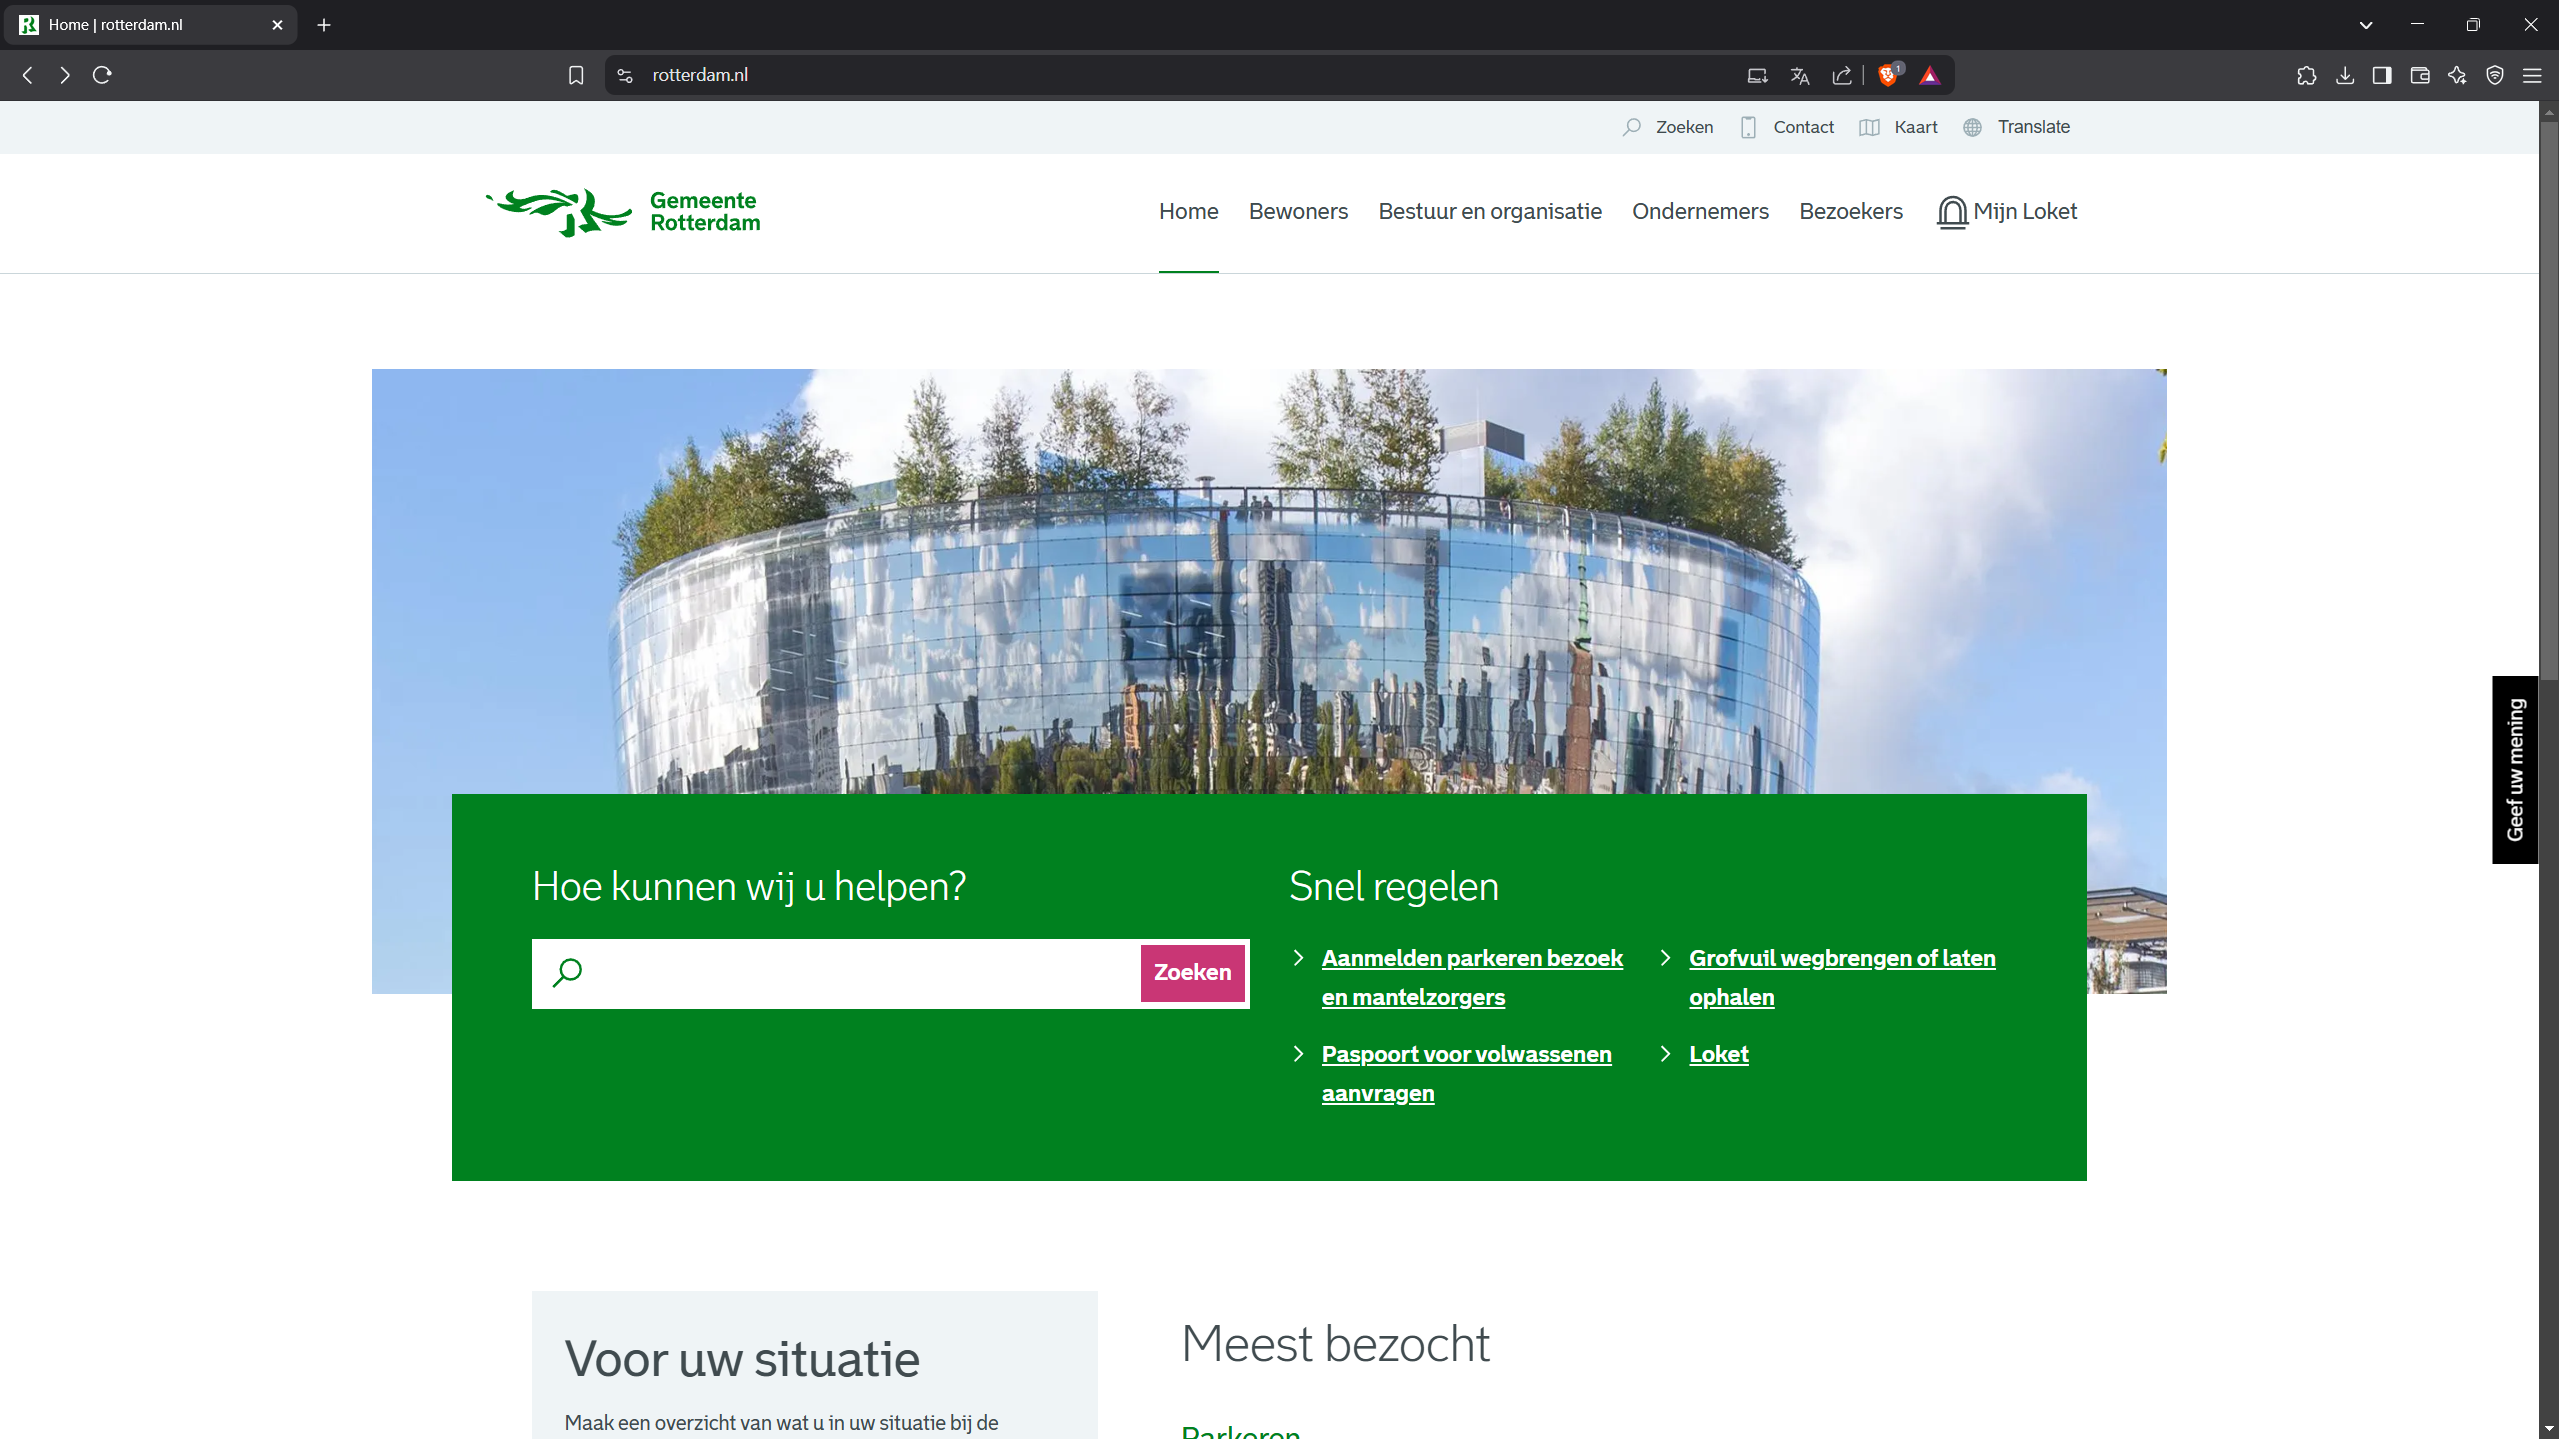 Home | rotterdam.nl
rotterdam.nl
1
Zoeken
Contact
Kaart
Translate
Gemeente
Rotterdam
Home
Bewoners
Bestuur en organisatie
Ondernemers
Bezoekers
Mijn Loket
Geef uw mening
Hoe kunnen wij u helpen?
Zoeken
Snel regelen
Aanmelden parkeren bezoek
en mantelzorgers
Grofvuil wegbrengen of laten
ophalen
Paspoort voor volwassenen
aanvragen
Loket
Voor uw situatie
Maak een overzicht van wat u in uw situatie bij de
Meest bezocht
Parkeren